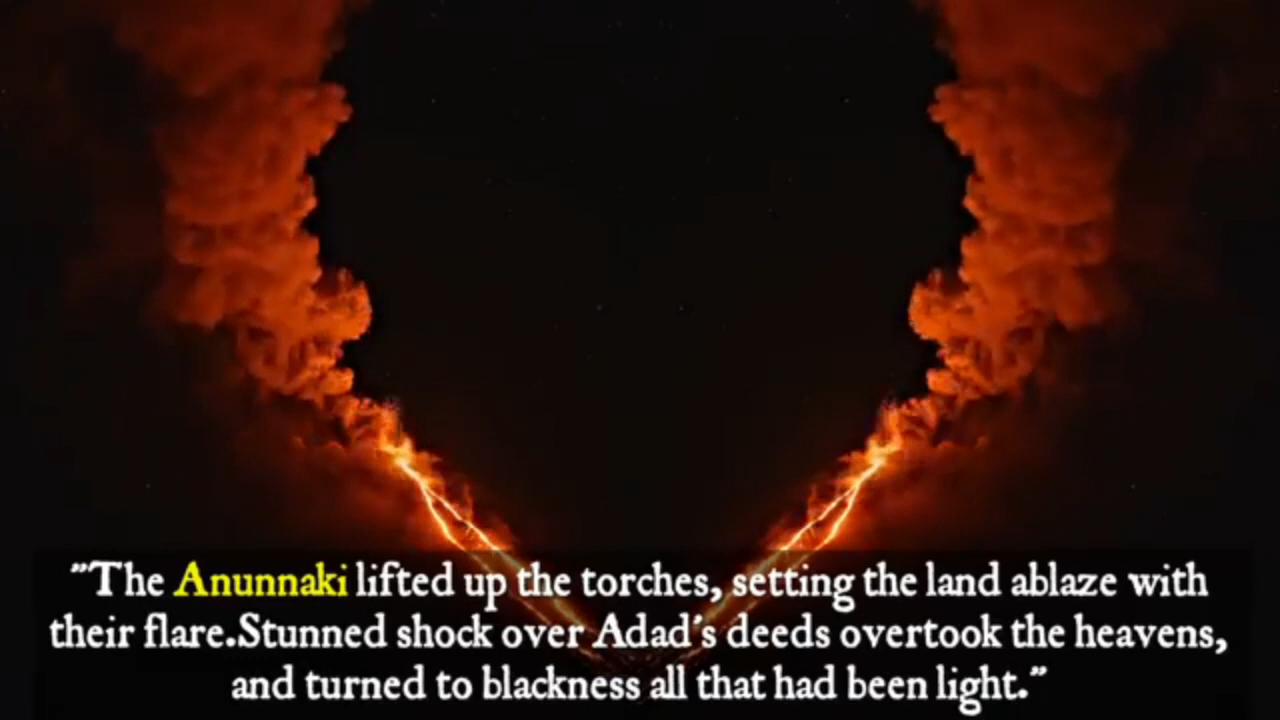 "The Anunnaki lifted up the torches, setting the land ablaze with
their flare.Stunned shock over Adad's deeds overtook the heavens,
and turned to blackness all that had been light."